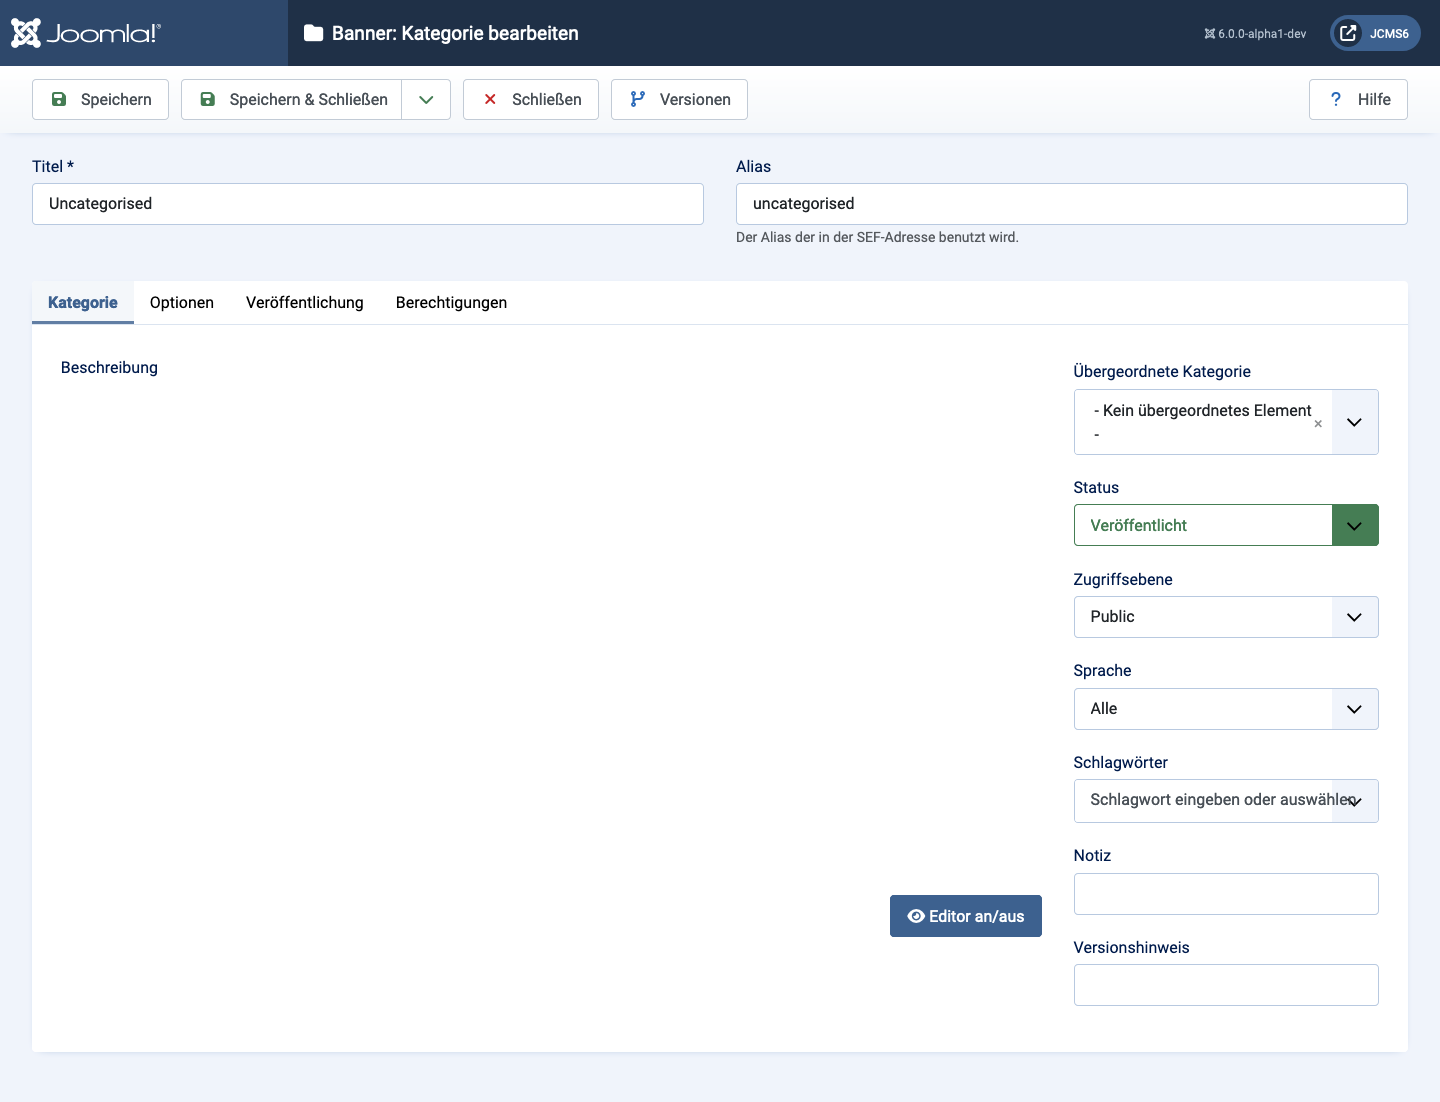 Joomla!®
Banner: Kategorie bearbeiten
6.0.0-alpha1-dev
JCMS6
Speichern
Speichern & Schließen
Schließen
Versionen
Hilfe
Titel *
Alias
Uncategorised
uncategorised
Der Alias der in der SEF-Adresse benutzt wird.
Kategorie
Optionen
Veröffentlichung
Berechtigungen
Beschreibung
Editor an/aus
Übergeordnete Kategorie
- Kein übergeordnetes Element
-
Status
Veröffentlicht
Zugriffsebene
Public
Sprache
Alle
Schlagwörter
Schlagwort eingeben oder auswählen
Notiz
Versionshinweis